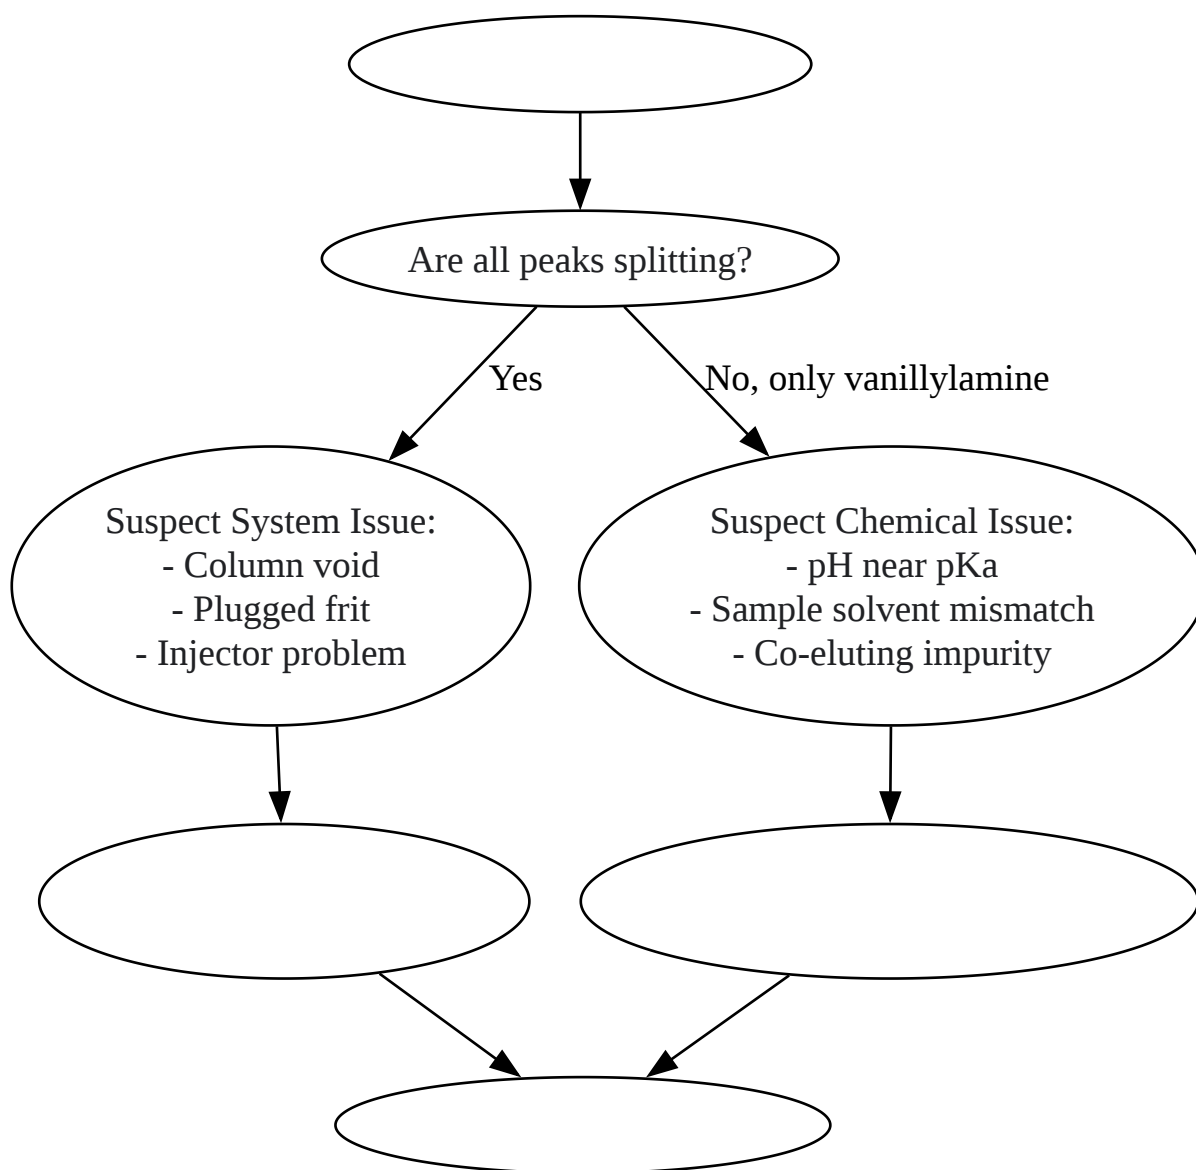 Are all peaks splitting?
Yes
No, only vanillylamine
Suspect System Issue:
- Column void
- Plugged frit
- Injector problem
Suspect Chemical Issue:
- pH near pKa
- Sample solvent mismatch
- Co-eluting impurity